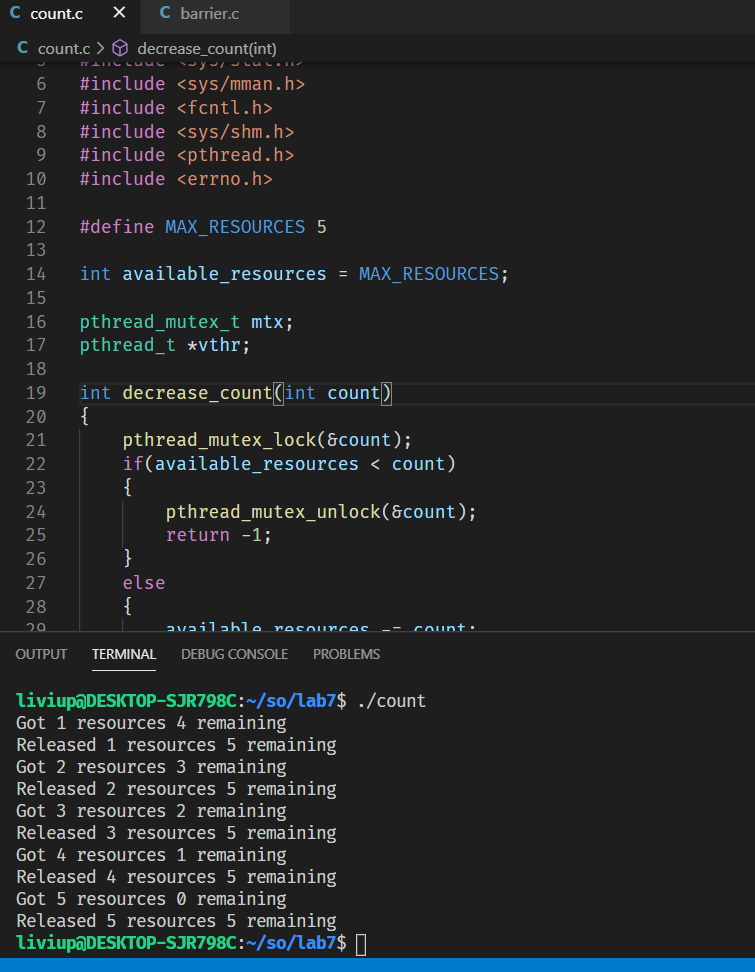 C count.c × C barrier.c
C count.c > decrease_count(int)
5 #include <sys/stat.h>
6 #include <sys/mman.h>
7 #include <fcntl.h>
8 #include <sys/shm.h>
9 #include <pthread.h>
10 #include <errno.h>
11
12 #define MAX_RESOURCES 5
13
14 int available_resources = MAX_RESOURCES;
15
16 pthread_mutex_t mtx;
17 pthread_t *vthr;
18
19 int decrease_count(int count)
20 {
21 pthread_mutex_lock(&count);
22 if(available_resources < count)
23 {
24 pthread_mutex_unlock(&count);
25 return -1;
26 }
27 else
28 {
29 available_resources -= count;
OUTPUT TERMINAL DEBUG CONSOLE PROBLEMS
liviup@DESKTOP-SJR798C:~/so/lab7$ ./count
Got 1 resources 4 remaining
Released 1 resources 5 remaining
Got 2 resources 3 remaining
Released 2 resources 5 remaining
Got 3 resources 2 remaining
Released 3 resources 5 remaining
Got 4 resources 1 remaining
Released 4 resources 5 remaining
Got 5 resources 0 remaining
Released 5 resources 5 remaining
liviup@DESKTOP-SJR798C:~/so/lab7$